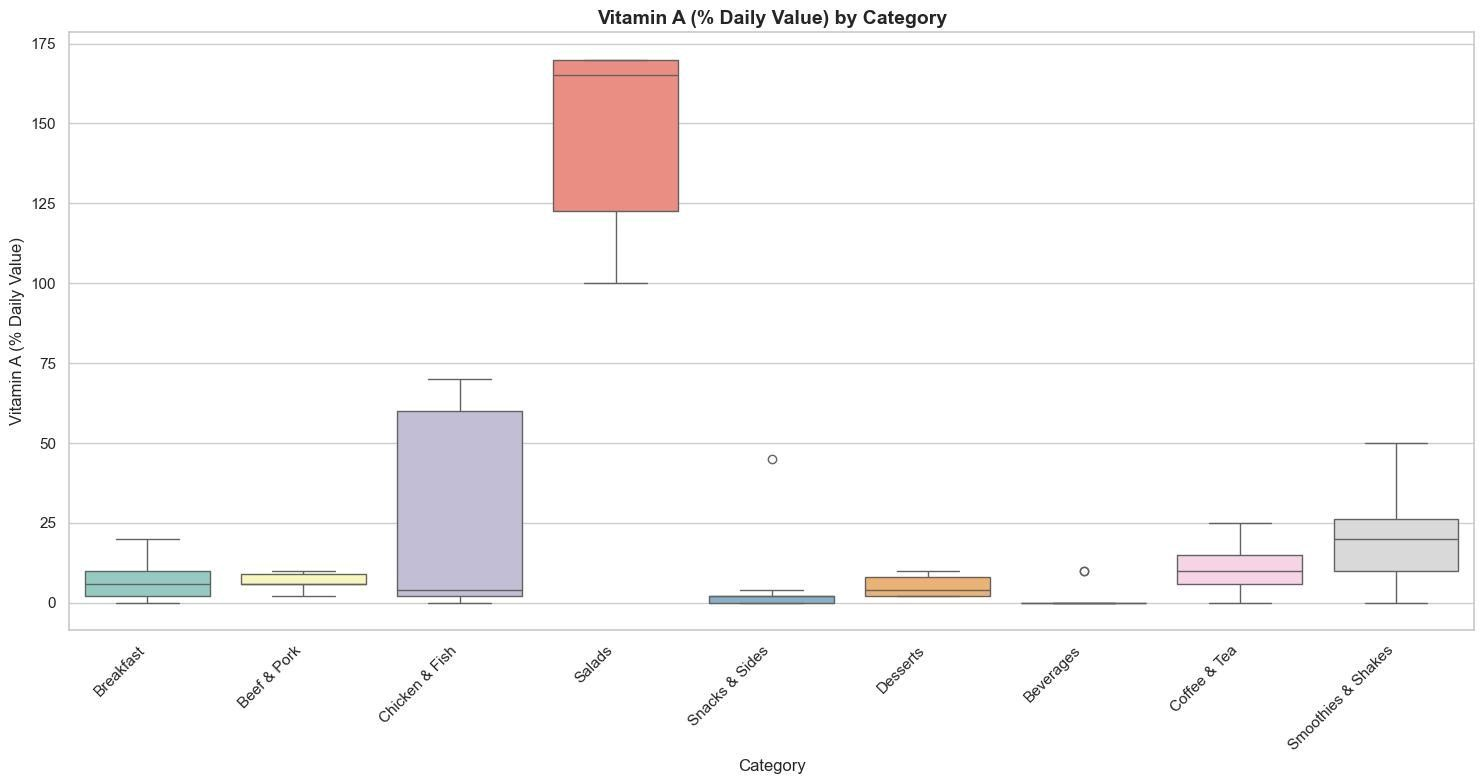 Vitamin A (% Daily Value) by Category
Vitamin A (% Daily Value)
175
150
125
100
75
50
25
0
Breakfast
Beef & Pork
Chicken & Fish
Salads
Snacks & Sides
Desserts
Beverages
Coffee & Tea
Smoothies & Shakes
Category